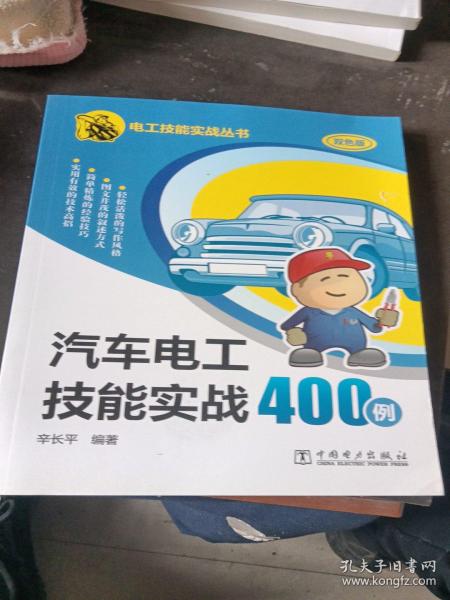 电工技能实战丛书
双色版
轻松活泼的写作风格
图文并茂的叙述方式
简单精炼的经验技巧
实用有效的技术高招
汽车电工
技能实战400例
辛长平 编著
中国电力出版社
CHINA ELECTRIC POWER PRESS
孔夫子旧书网
www.kongfz.com